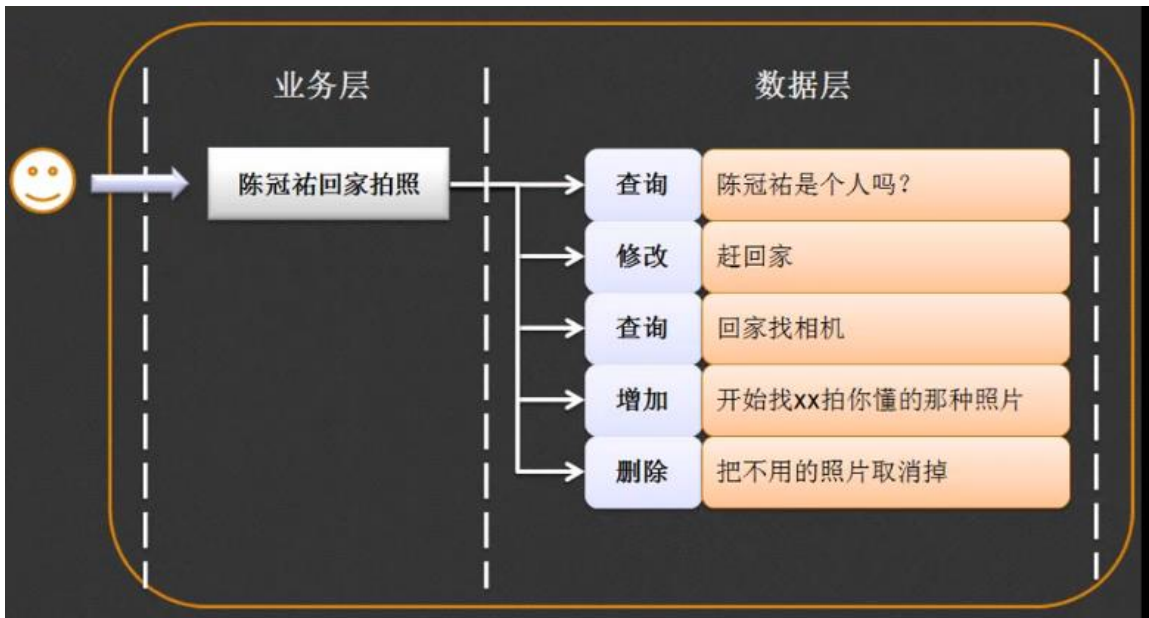 业务层
数据层
陈冠祐回家拍照
查询 陈冠祐是个人吗？
修改 赶回家
查询 回家找相机
增加 开始找xx拍你懂的那种照片
删除 把不用的照片取消掉